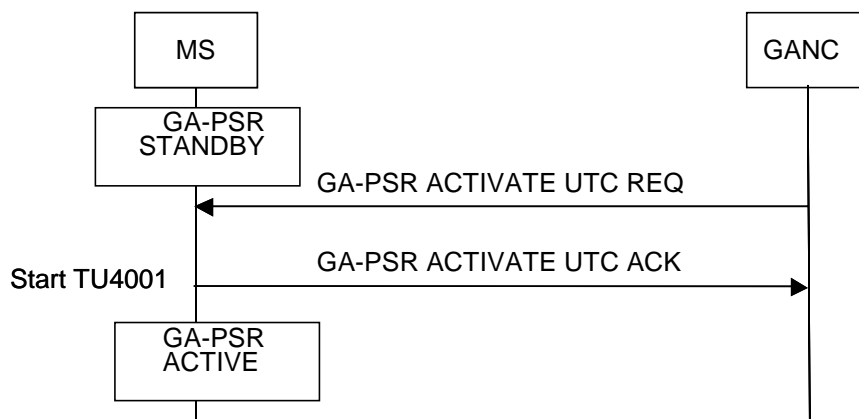 MS
GANC
GA-PSR
STANDBY
GA-PSR ACTIVATE UTC REQ
GA-PSR ACTIVATE UTC ACK
Start TU4001
GA-PSR
ACTIVE